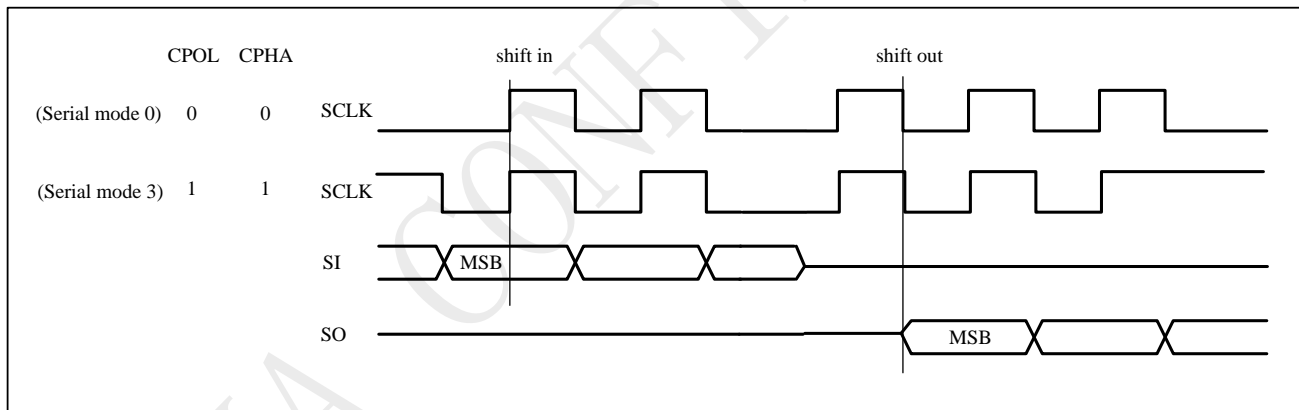 CPOL CPHA shift in shift out
(Serial mode 0) 0 0 SCLK
(Serial mode 3) 1 1 SCLK
SI MSB
SO MSB